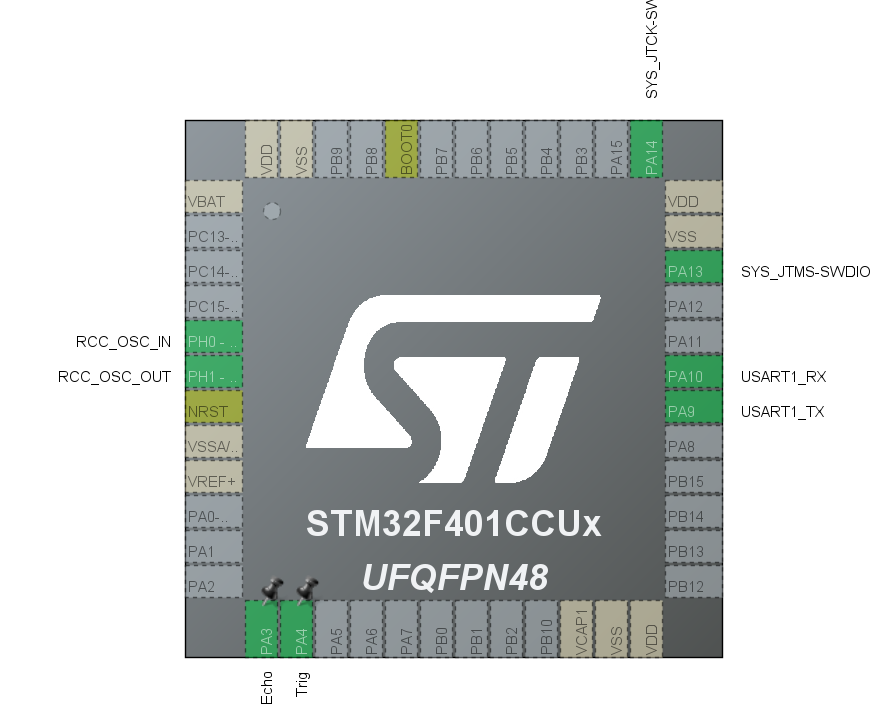 SYS_JTCK-SW
VDD
VSS
PB9
PB8
BOOT0
PB7
PB6
PB5
PB4
PB3
PA15
PA14
VBAT
PC13-..
PC14-..
PC15-..
RCC_OSC_IN PH0 - ..
RCC_OSC_OUT PH1 - ..
NRST
VSSA/..
VREF+
PA0-..
PA1
PA2
VDD
VSS
PA13 SYS_JTMS-SWDIO
PA12
PA11
PA10 USART1_RX
PA9 USART1_TX
PA8
PB15
PB14
PB13
PB12
ST
STM32F401CCUx
UFQFPN48
PA3
PA4
PA5
PA6
PA7
PB0
PB1
PB2
PB10
VCAP1
VSS
VDD
Echo
Trig